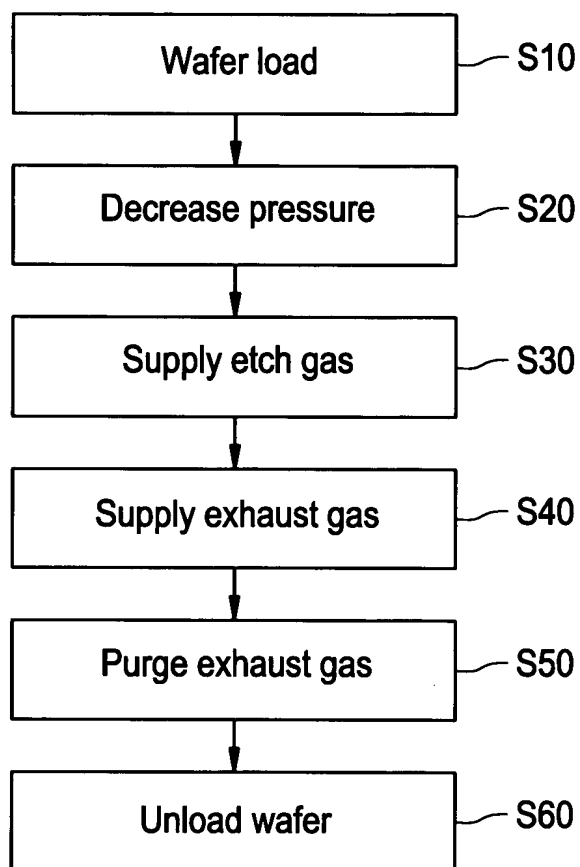 Wafer load S10
Decrease pressure S20
Supply etch gas S30
Supply exhaust gas S40
Purge exhaust gas S50
Unload wafer S60